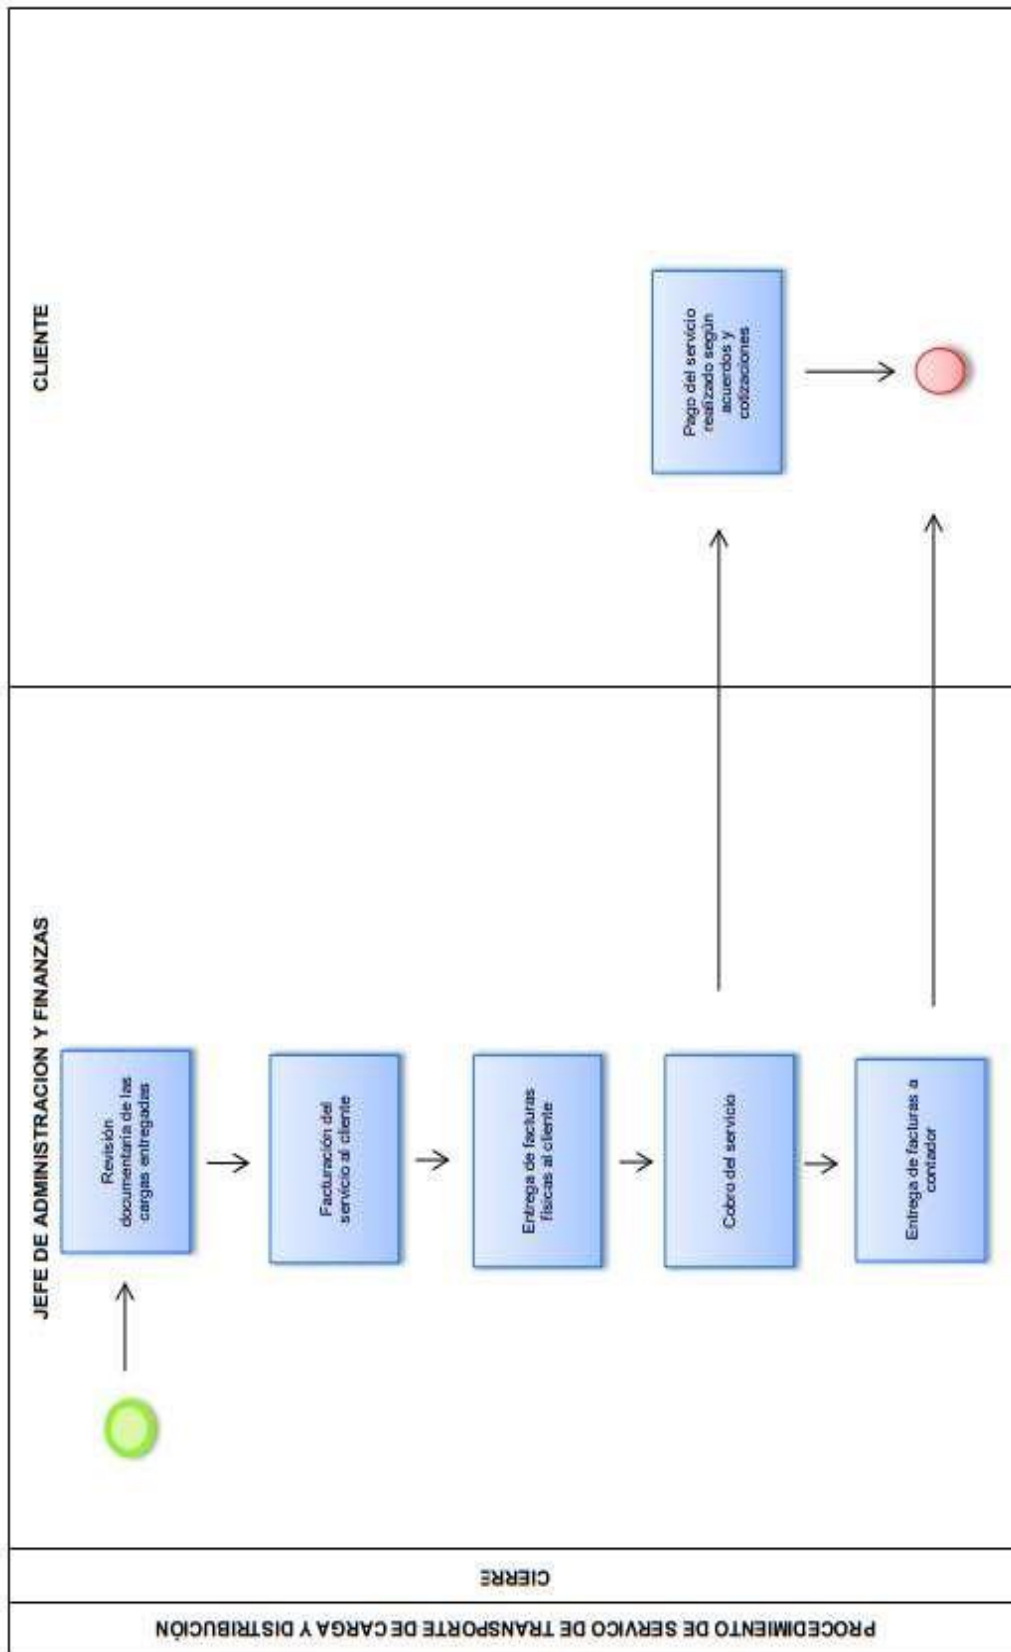 PROCEDIMIENTO DE SERVICO DE TRANSPORTE DE CARGA Y DISTRIBUCIÓN
CIERRE
JEFE DE ADMINISTRACION Y FINANZAS
CLIENTE
Revisión
documentaria de las
cargas entregadas
Facturación del
servicio al cliente
Entrega de facturas
físicas al cliente
Cobro del servicio
Entrega de facturas a
contador
Pago del servicio
realizado según
acuerdos y
cotizaciones